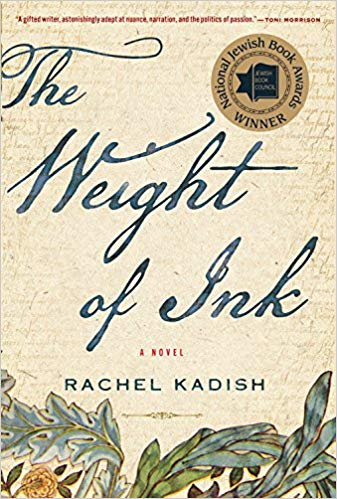 "A gifted writer, astonishingly adept at nuance, narration, and the politics of passion." —TONI MORRISON
National Jewish Book Awards
JEWISH
BOOK
COUNCIL
WINNER
The
Weight
of Ink
A NOVEL
RACHEL KADISH